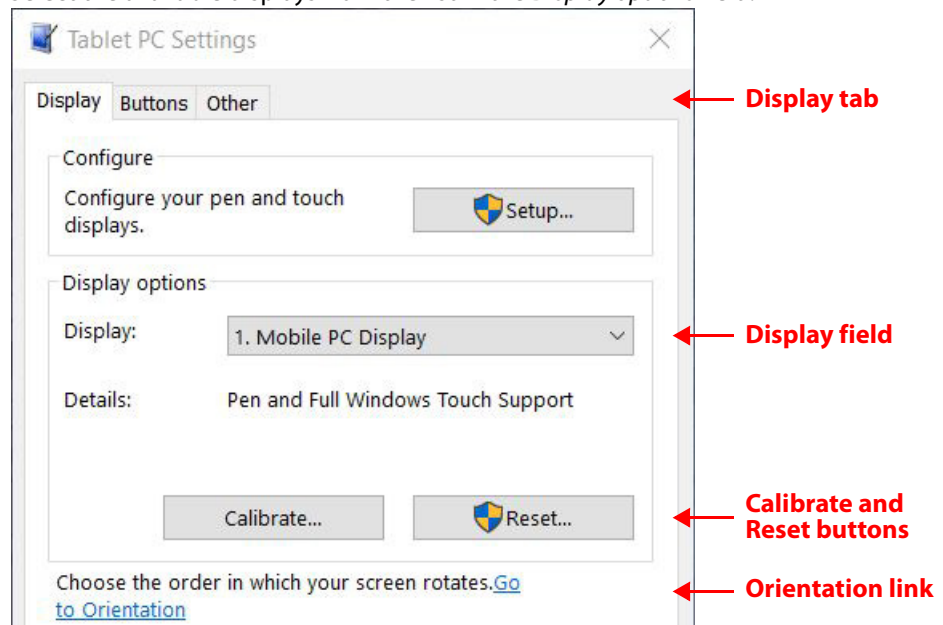 Tablet PC Settings
Display Buttons Other
Display tab
Configure
Configure your pen and touch
displays.
Setup...
Display options
Display:
1. Mobile PC Display
Display field
Details:
Pen and Full Windows Touch Support
Calibrate...
Reset...
Calibrate and
Reset buttons
Choose the order in which your screen rotates.Go
to Orientation
Orientation link